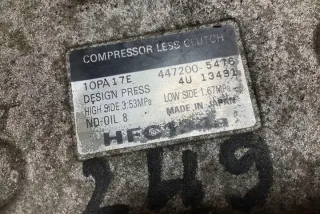 COMPRESSOR LESS CLUTCH
10PA17E 447200-5476
4U 13491
DESIGN PRESS
HIGH SIDE 3.53MPa LOW SIDE 1.67MPa
ND-OIL 8 MADE IN JAPAN
249